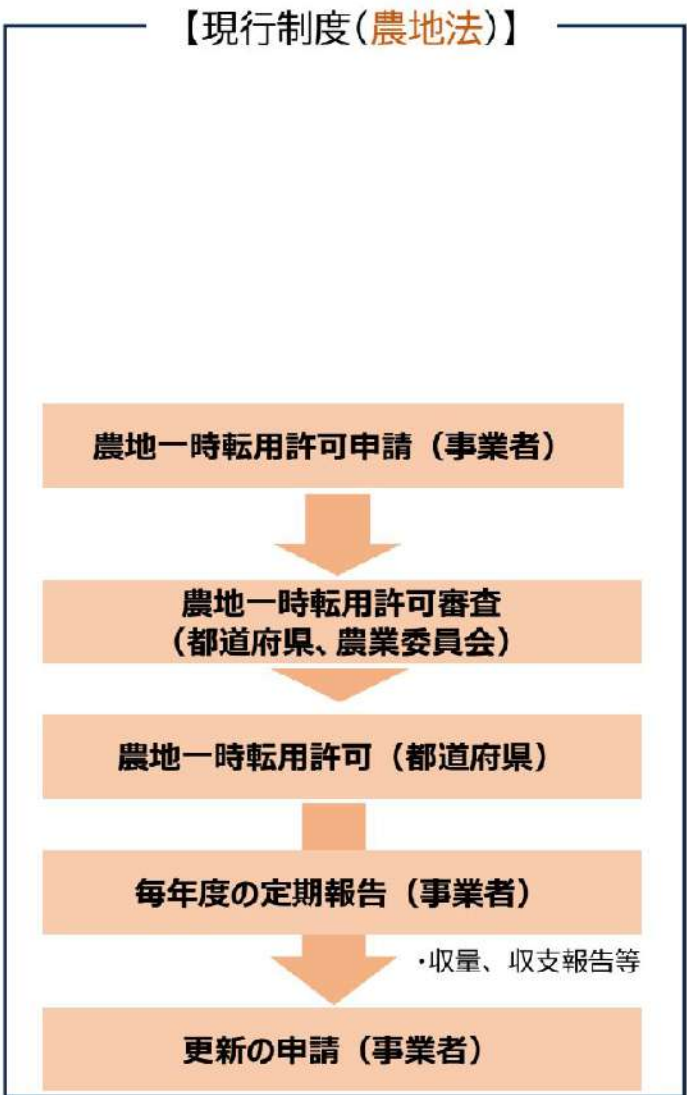 【現行制度(農地法)】
農地一時転用許可申請（事業者）
農地一時転用許可審査
（都道府県、農業委員会）
農地一時転用許可（都道府県）
毎年度の定期報告（事業者）
・収量、収支報告等
更新の申請（事業者）